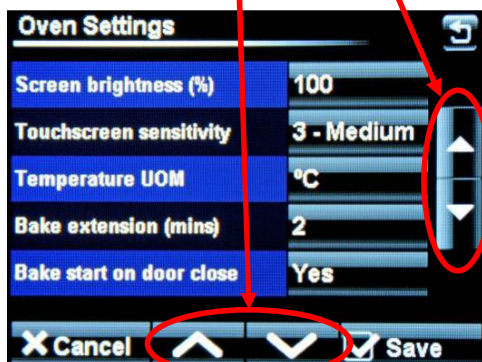 Oven Settings
Screen brightness (%) 100
Touchscreen sensitivity 3 - Medium
Temperature UOM ºC
Bake extension (mins) 2
Bake start on door close Yes
Cancel Save